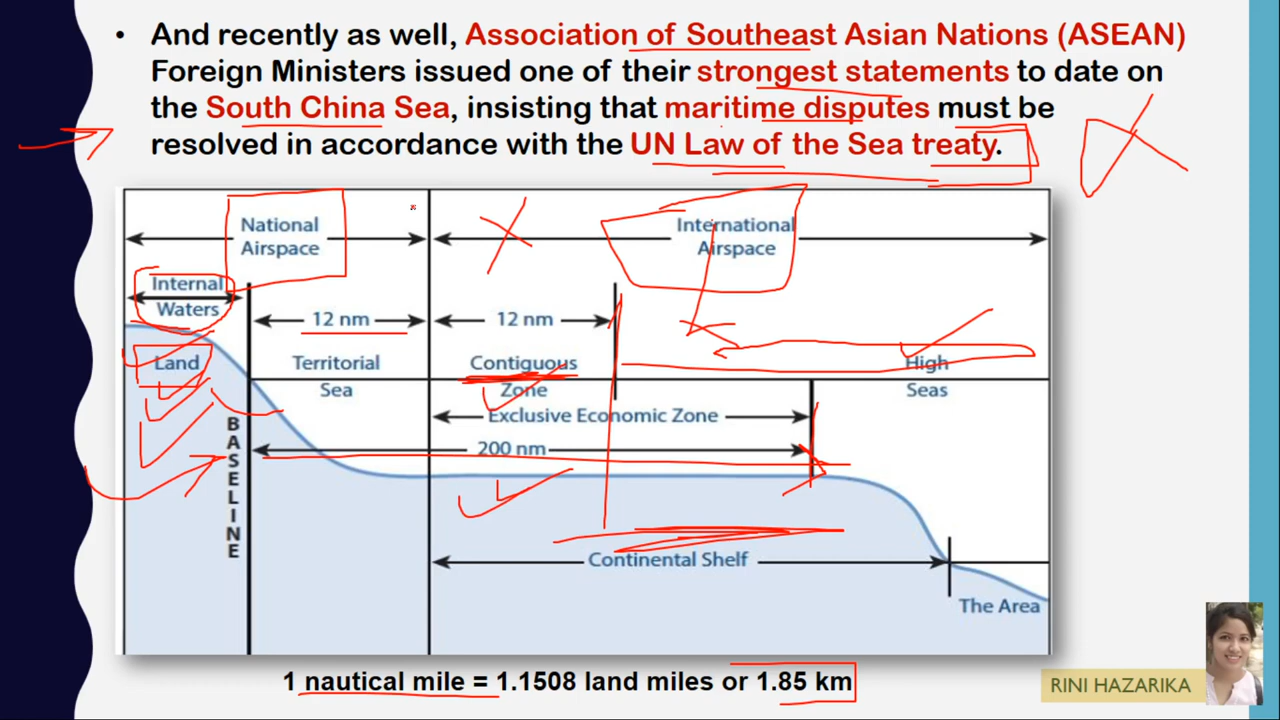 • And recently as well, Association of Southeast Asian Nations (ASEAN)
Foreign Ministers issued one of their strongest statements to date on
the South China Sea, insisting that maritime disputes must be
resolved in accordance with the UN Law of the Sea treaty.
National
Airspace
International
Airspace
Internal
Waters
12 nm
12 nm
Land
Territorial
Sea
Contiguous
Zone
High
Seas
Exclusive Economic Zone
200 nm
BASELINE
Continental Shelf
The Area
1 nautical mile = 1.1508 land miles or 1.85 km
RINI HAZARIKA